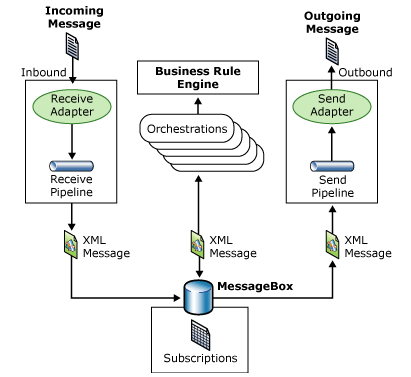 Incoming
Message
Outgoing
Message
Inbound
Business Rule
Engine
Outbound
Receive
Adapter
Orchestrations
Send
Adapter
Receive
Pipeline
Send
Pipeline
XML
Message
XML
Message
XML
Message
MessageBox
Subscriptions